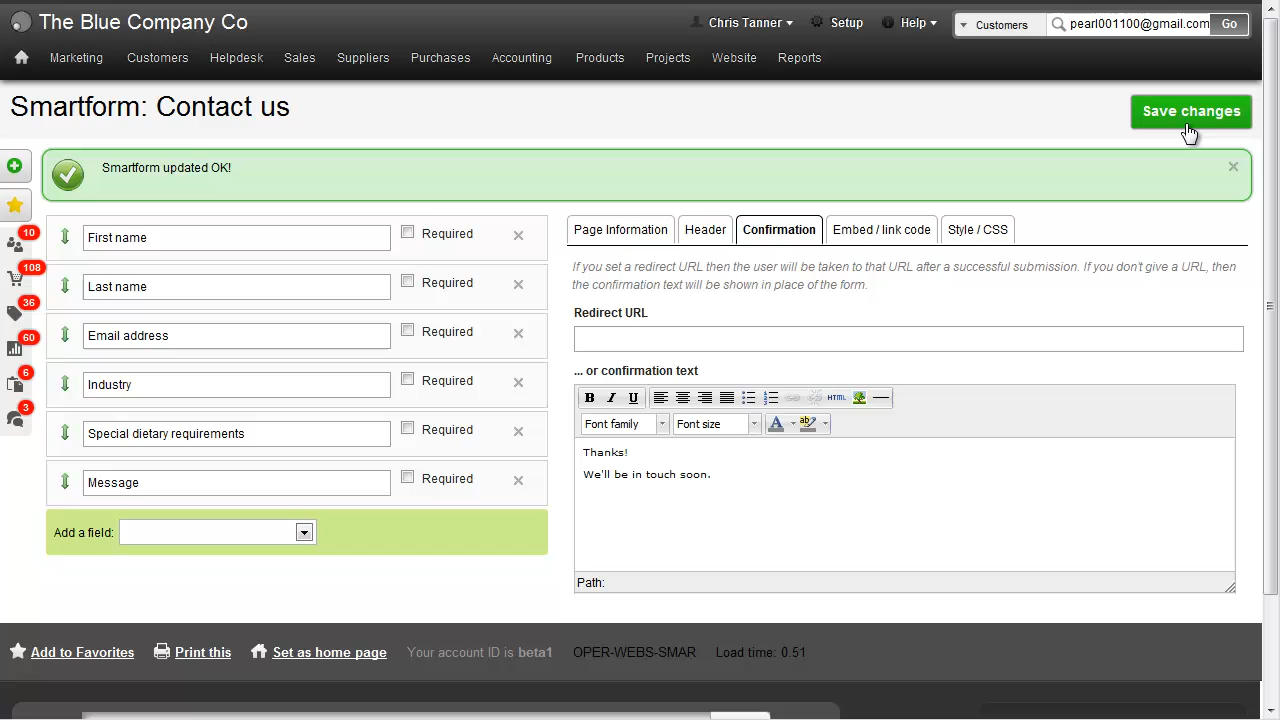 The Blue Company Co
Chris Tanner
Setup
Help
Customers
pearl001100@gmail.com
Go
Marketing
Customers
Helpdesk
Sales
Suppliers
Purchases
Accounting
Products
Projects
Website
Reports
Smartform: Contact us
Save changes
Smartform updated OK!
10
108
36
60
6
3
First name
Required
Last name
Required
Email address
Required
Industry
Required
Special dietary requirements
Required
Message
Required
Add a field:
Page Information
Header
Confirmation
Embed / link code
Style / CSS
If you set a redirect URL then the user will be taken to that URL after a successful submission. If you don't give a URL, then
the confirmation text will be shown in place of the form.
Redirect URL
... or confirmation text
B I U
HTML
Font family
Font size
A
ab
Thanks!
We'll be in touch soon.
Path:
Add to Favorites
Print this
Set as home page
Your account ID is beta1
OPER-WEBS-SMAR
Load time: 0.51